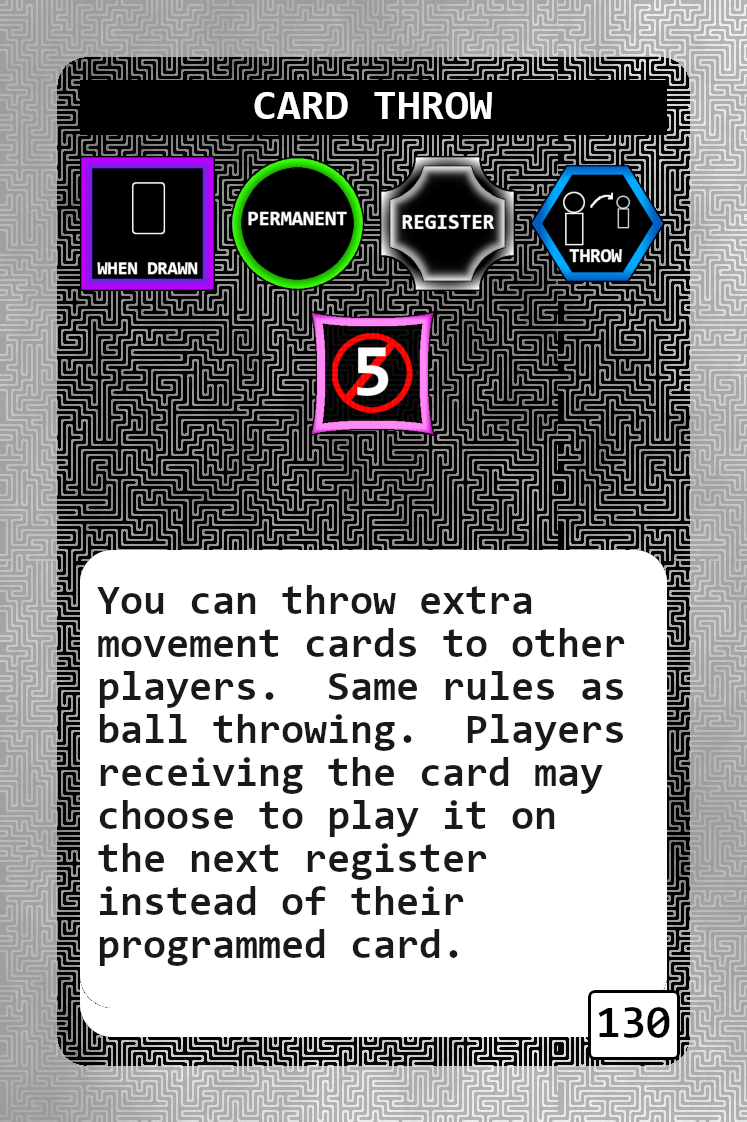 CARD THROW
WHEN DRAWN
PERMANENT
REGISTER
THROW
5
You can throw extra
movement cards to other
players.  Same rules as
ball throwing.  Players
receiving the card may
choose to play it on
the next register
instead of their
programmed card.
130